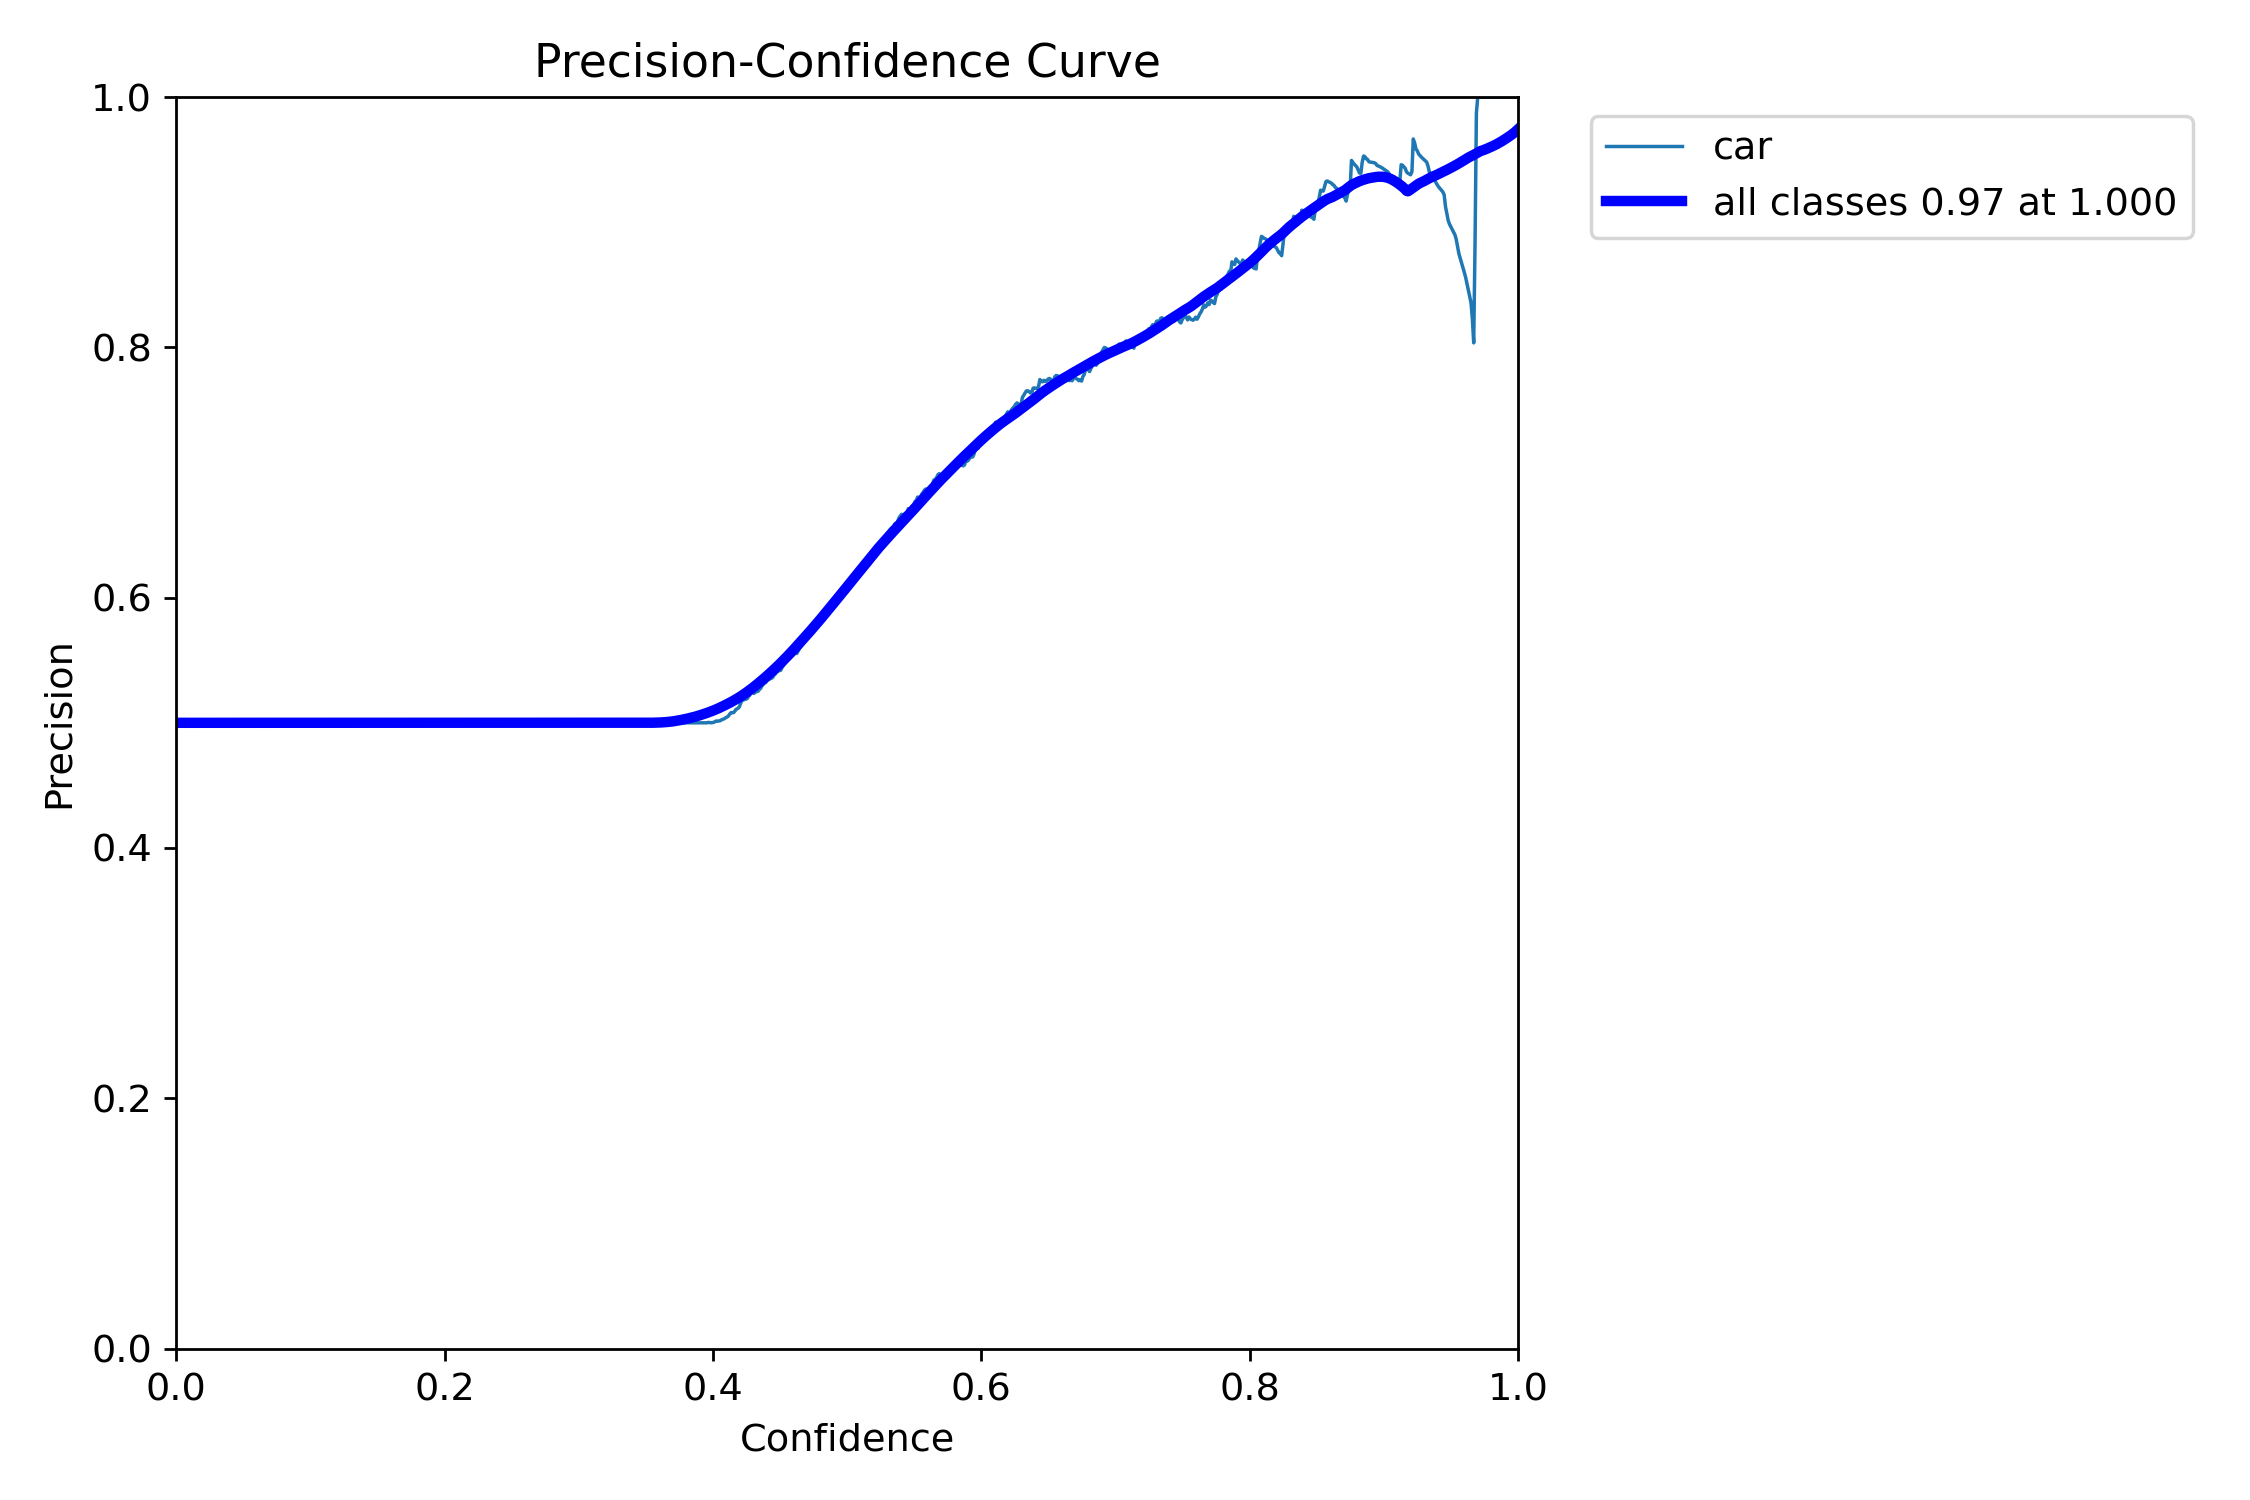 Precision-Confidence Curve
1.0
0.8
0.6
0.4
0.2
0.0
Precision
0.0 0.2 0.4 0.6 0.8 1.0
Confidence
car
all classes 0.97 at 1.000